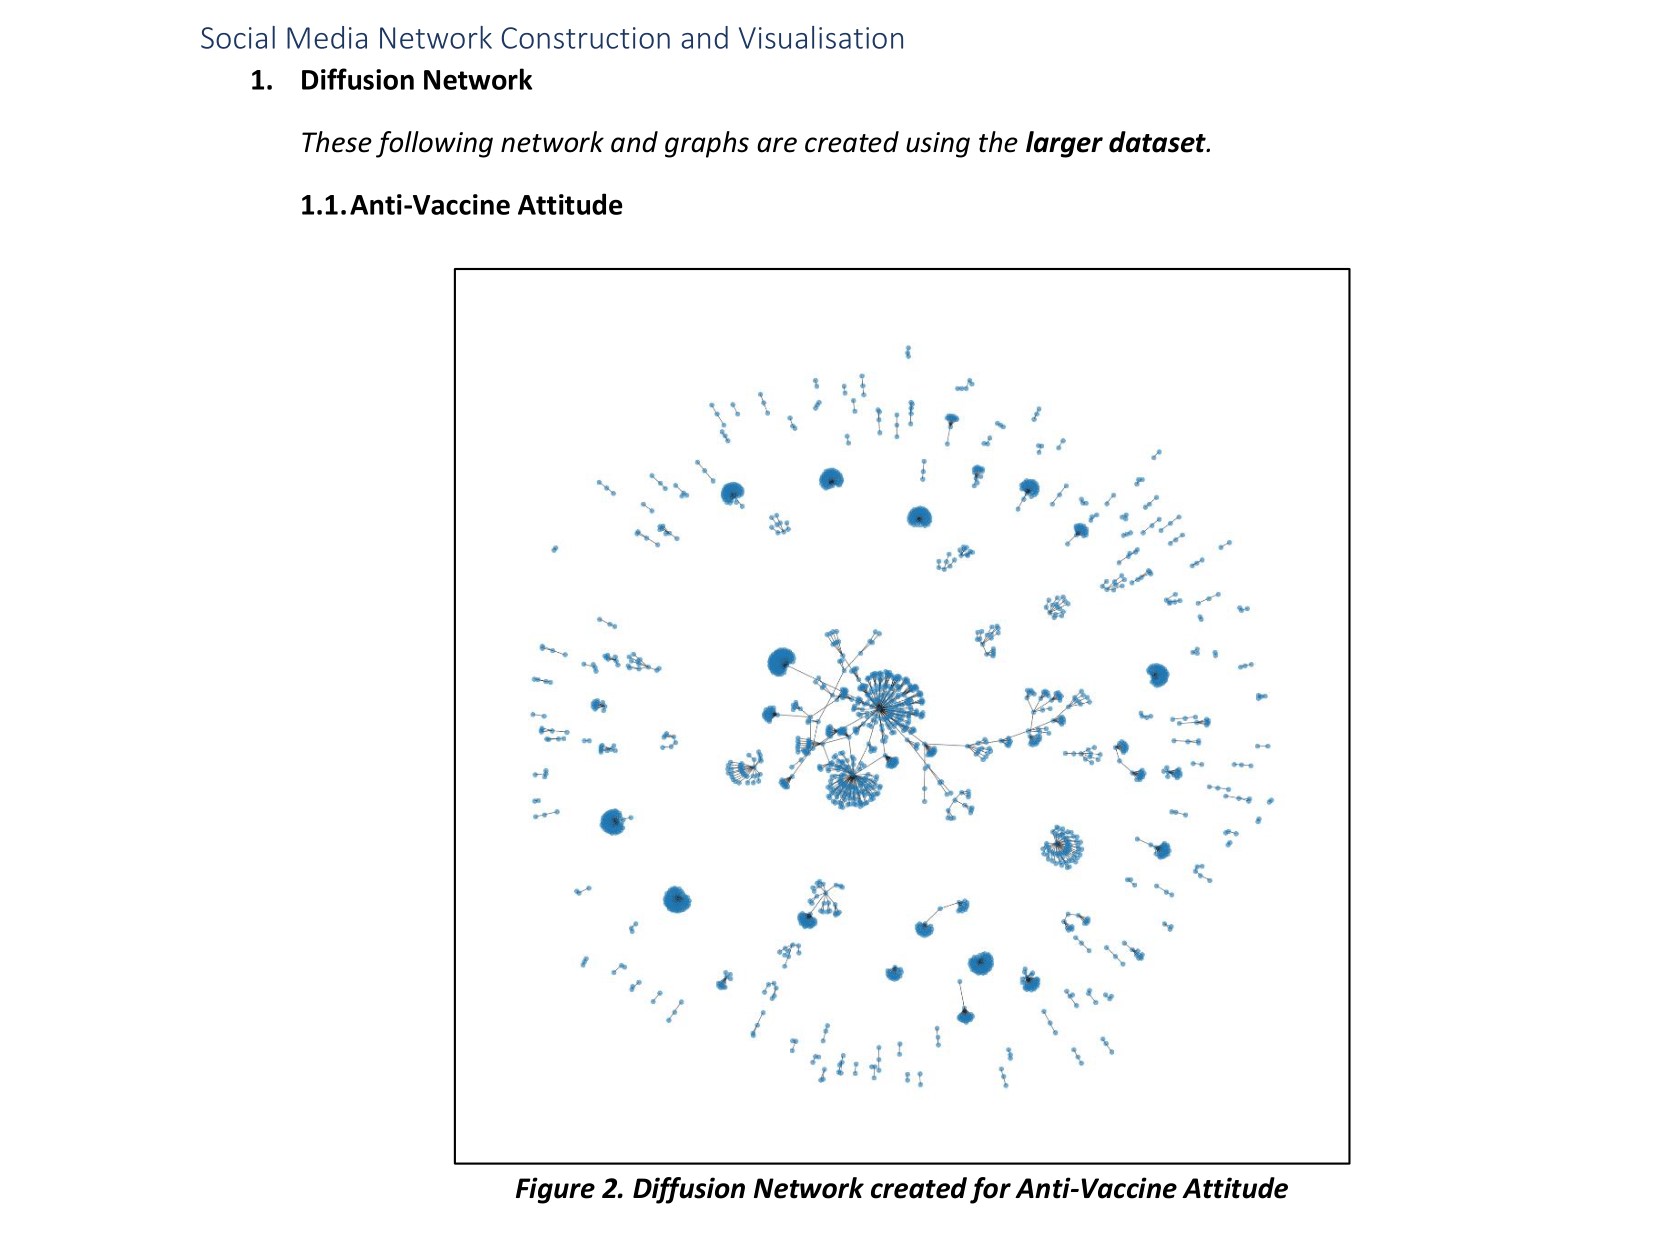 Social Media Network Construction and Visualisation
1. Diffusion Network
These following network and graphs are created using the larger dataset.
1.1. Anti-Vaccine Attitude
Figure 2. Diffusion Network created for Anti-Vaccine Attitude